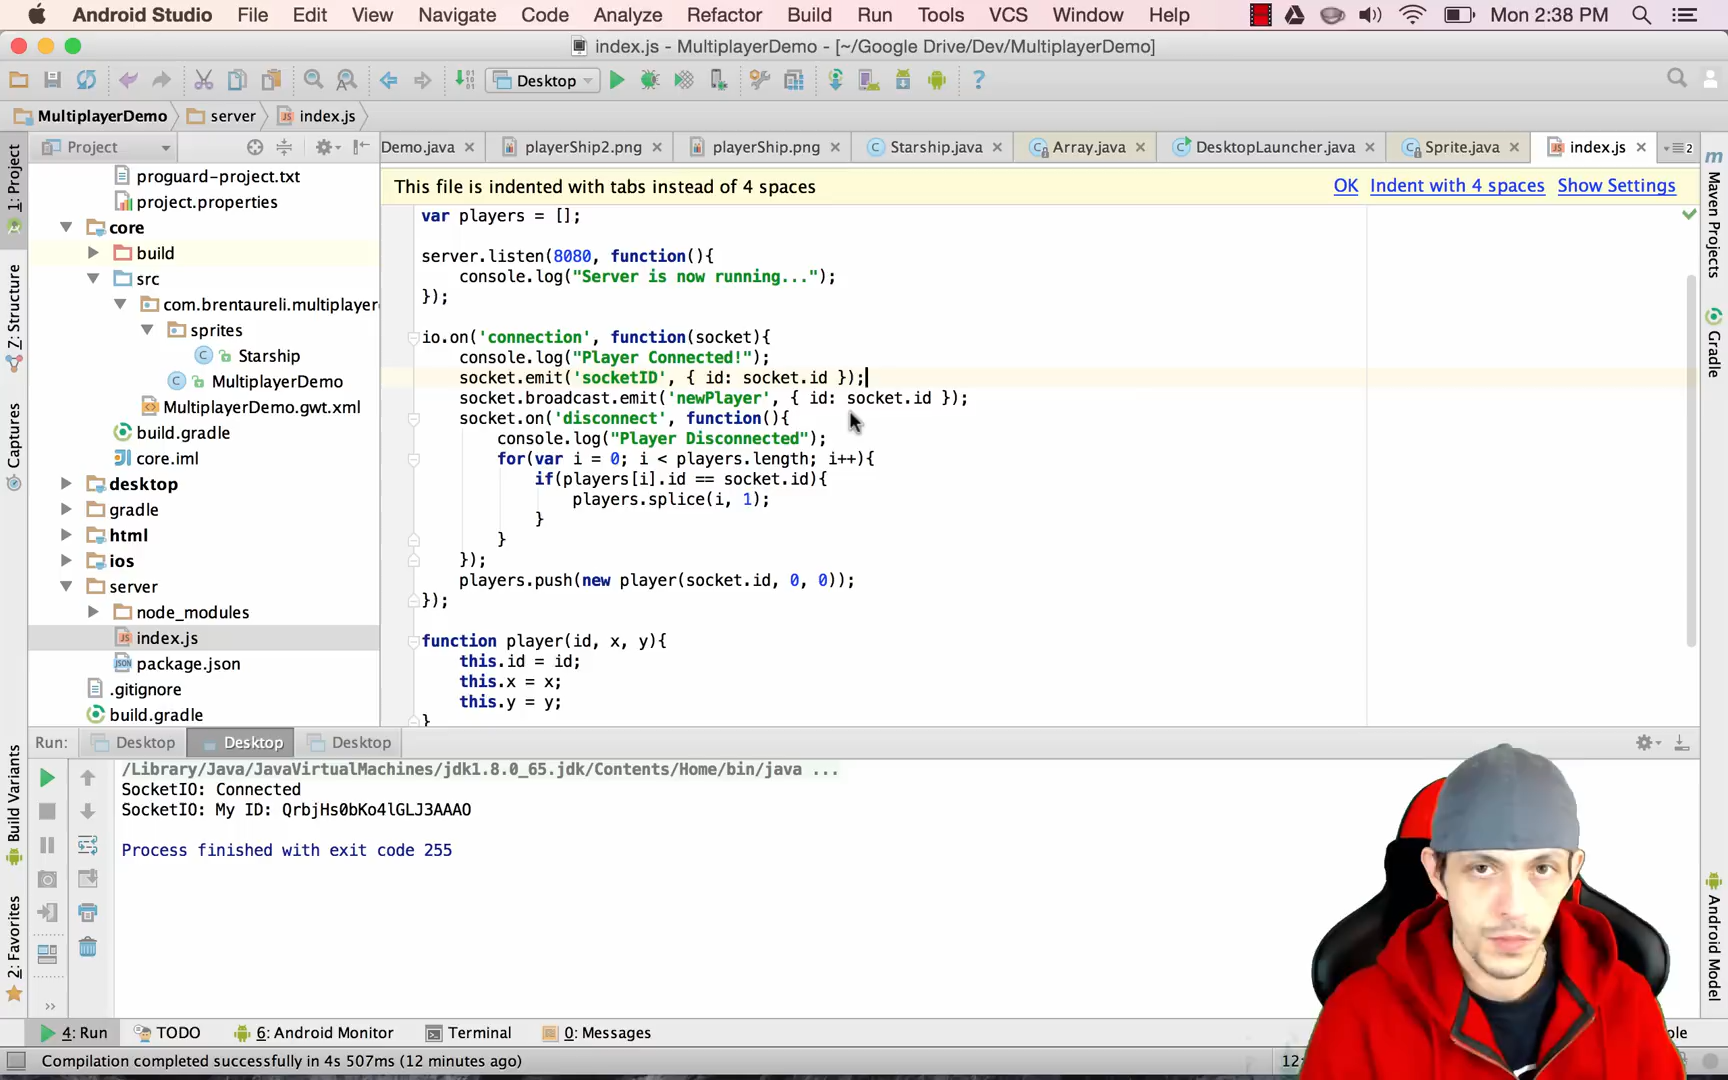 Android Studio File Edit View Navigate Code Analyze Refactor Build Run Tools VCS Window Help Mon 2:38 PM
index.js - MultiplayerDemo - [~/Google Drive/Dev/MultiplayerDemo]
Desktop
MultiplayerDemo server index.js
Project
Demo.java playerShip2.png playerShip.png Starship.java Array.java DesktopLauncher.java Sprite.java index.js 2
This file is indented with tabs instead of 4 spaces OK Indent with 4 spaces Show Settings
1: Project
Z: Structure
Captures
Build Variants
2: Favorites
proguard-project.txt
project.properties
core
build
src
com.brentaureli.multiplayer
sprites
Starship
MultiplayerDemo
MultiplayerDemo.gwt.xml
build.gradle
core.iml
desktop
gradle
html
ios
server
node_modules
index.js
package.json
.gitignore
build.gradle
var players = [];
server.listen(8080, function(){
console.log("Server is now running...");
});
io.on('connection', function(socket){
console.log("Player Connected!");
socket.emit('socketID', { id: socket.id });
socket.broadcast.emit('newPlayer', { id: socket.id });
socket.on('disconnect', function(){
console.log("Player Disconnected");
for(var i = 0; i < players.length; i++){
if(players[i].id == socket.id){
players.splice(i, 1);
}
}
});
players.push(new player(socket.id, 0, 0));
});
function player(id, x, y){
this.id = id;
this.x = x;
this.y = y;
}
Maven Projects
Gradle
Android Model
Run: Desktop Desktop Desktop
/Library/Java/JavaVirtualMachines/jdk1.8.0_65.jdk/Contents/Home/bin/java ...
SocketIO: Connected
SocketIO: My ID: QrbjHs0bKo4lGLJ3AAAO
Process finished with exit code 255
4: Run TODO 6: Android Monitor Terminal 0: Messages
Compilation completed successfully in 4s 507ms (12 minutes ago) 12: